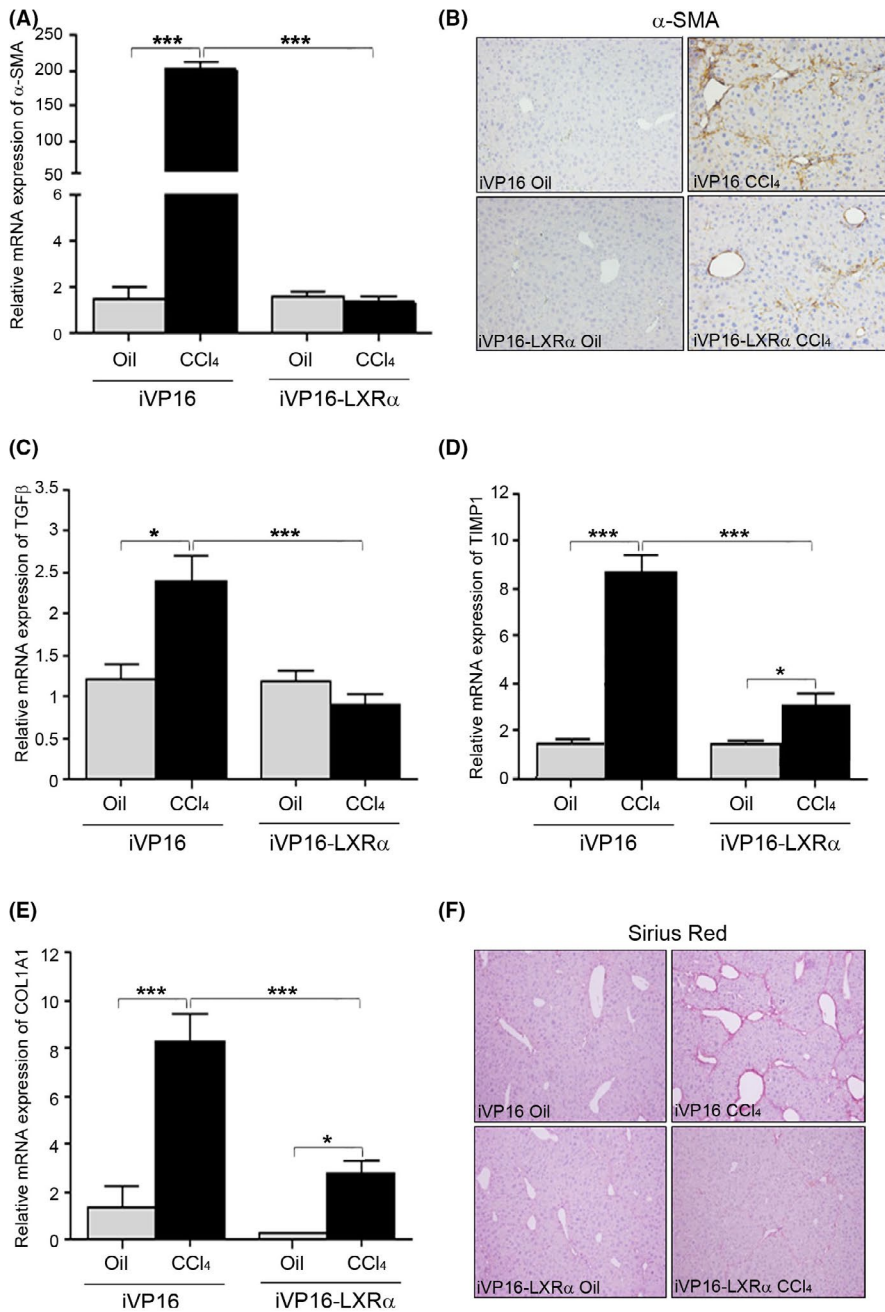 (A)
Relative mRNA expression of α-SMA
250
200
150
100
50
6
4
2
0
***
***
Oil
CCl₄
Oil
CCl₄
iVP16
iVP16-LXRα
(B)
α-SMA
iVP16 Oil
iVP16 CCl₄
iVP16-LXRα Oil
iVP16-LXRα CCl₄
(C)
Relative mRNA expression of TGFβ
3.5
3
2.5
2
1.5
1
0.5
0
*
***
Oil
CCl₄
Oil
CCl₄
iVP16
iVP16-LXRα
(D)
Relative mRNA expression of TIMP1
12
10
8
6
4
2
0
***
***
*
Oil
CCl₄
Oil
CCl₄
iVP16
iVP16-LXRα
(E)
Relative mRNA expression of COL1A1
12
10
8
6
4
2
0
***
***
*
Oil
CCl₄
Oil
CCl₄
iVP16
iVP16-LXRα
(F)
Sirius Red
iVP16 Oil
iVP16 CCl₄
iVP16-LXRα Oil
iVP16-LXRα CCl₄